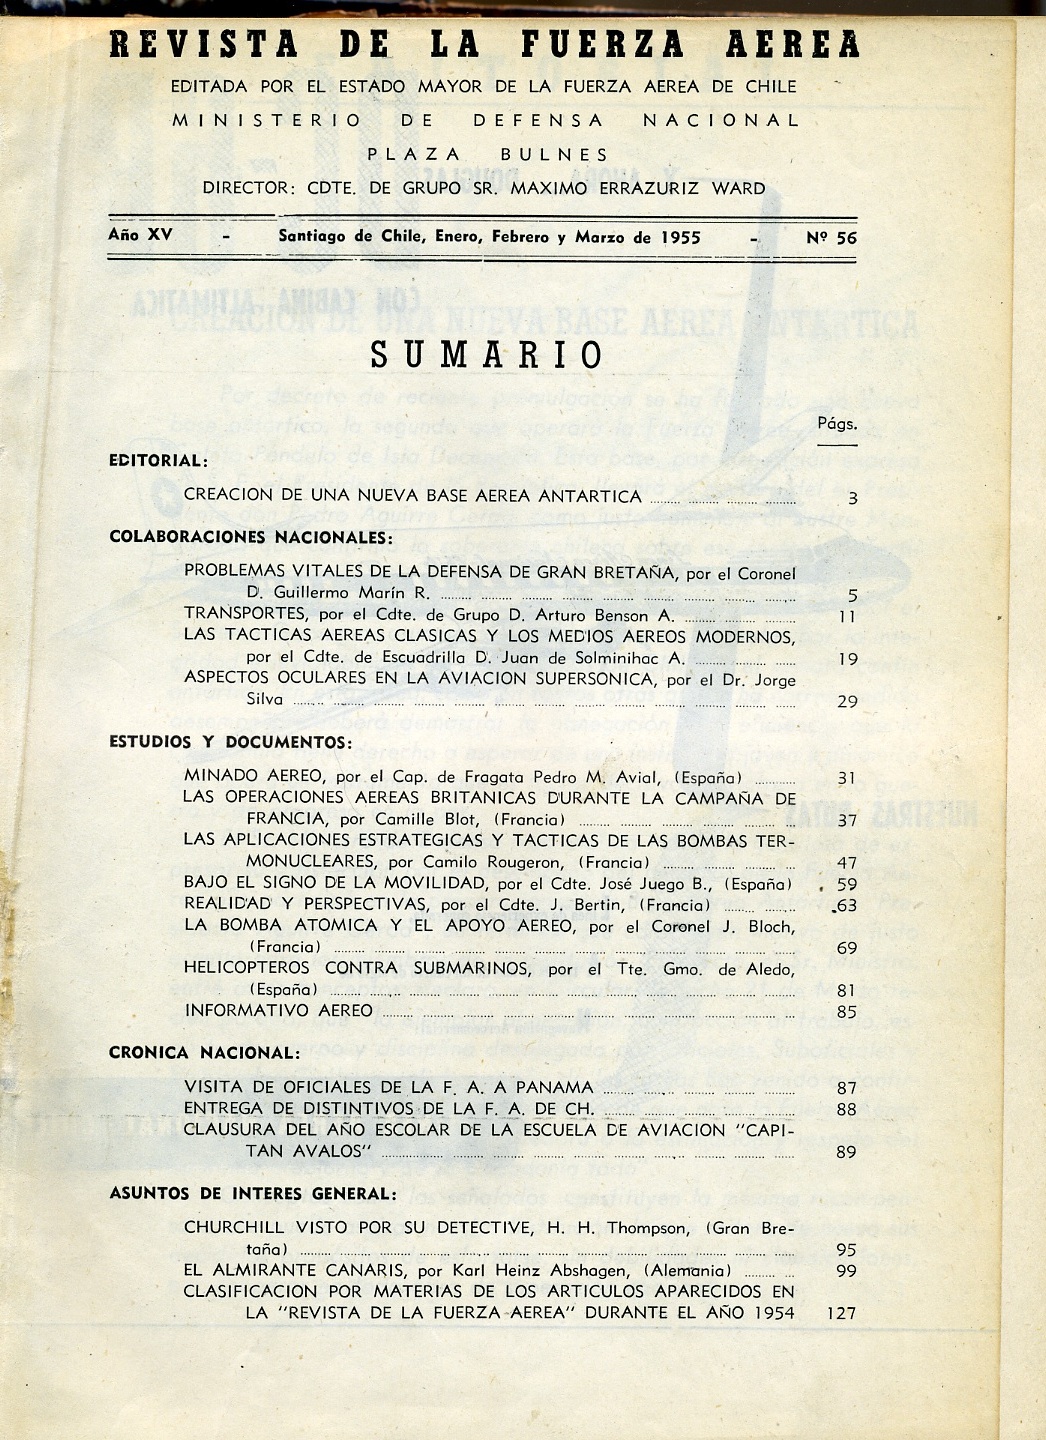 REVISTA DE LA FUERZA AEREA
EDITADA POR EL ESTADO MAYOR DE LA FUERZA AEREA DE CHILE
MINISTERIO DE DEFENSA NACIONAL
PLAZA BULNES
DIRECTOR: CDTE. DE GRUPO SR. MAXIMO ERRAZURIZ WARD
Año XV - Santiago de Chile, Enero, Febrero y Marzo de 1955 - Nº 56
SUMARIO
Págs.
EDITORIAL:
CREACION DE UNA NUEVA BASE AEREA ANTARTICA ........ 3
COLABORACIONES NACIONALES:
PROBLEMAS VITALES DE LA DEFENSA DE GRAN BRETAÑA, por el Coronel
D. Guillermo Marín R. ........ 5
TRANSPORTES, por el Cdte. de Grupo D. Arturo Benson A. ........ 11
LAS TACTICAS AEREAS CLASICAS Y LOS MEDIOS AEREOS MODERNOS,
por el Cdte. de Escuadrilla D. Juan de Solminihac A. ........ 19
ASPECTOS OCULARES EN LA AVIACION SUPERSONICA, por el Dr. Jorge
Silva ........ 29
ESTUDIOS Y DOCUMENTOS:
MINADO AEREO, por el Cap. de Fragata Pedro M. Avial, (España) ........ 31
LAS OPERACIONES AEREAS BRITANICAS DURANTE LA CAMPAÑA DE
FRANCIA, por Camille Blot, (Francia) ........ 37
LAS APLICACIONES ESTRATEGICAS Y TACTICAS DE LAS BOMBAS TER-
MONUCLEARES, por Camilo Rougeron, (Francia) ........ 47
BAJO EL SIGNO DE LA MOVILIDAD, por el Cdte. José Juego B., (España) . 59
REALIDAD Y PERSPECTIVAS, por el Cdte. J. Bertin, (Francia) ........ 63
LA BOMBA ATOMICA Y EL APOYO AEREO, por el Coronel J. Bloch,
(Francia) ........ 69
HELICOPTEROS CONTRA SUBMARINOS, por el Tte. Gmo. de Aledo,
(España) ........ 81
INFORMATIVO AEREO ........ 85
CRONICA NACIONAL:
VISITA DE OFICIALES DE LA F. A. A PANAMA ........ 87
ENTREGA DE DISTINTIVOS DE LA F. A. DE CH. ........ 88
CLAUSURA DEL AÑO ESCOLAR DE LA ESCUELA DE AVIACION "CAPI-
TAN AVALOS" ........ 89
ASUNTOS DE INTERES GENERAL:
CHURCHILL VISTO POR SU DETECTIVE, H. H. Thompson, (Gran Bre-
taña) ........ 95
EL ALMIRANTE CANARIS, por Karl Heinz Abshagen, (Alemania) ........ 99
CLASIFICACION POR MATERIAS DE LOS ARTICULOS APARECIDOS EN
LA "REVISTA DE LA FUERZA AEREA" DURANTE EL AÑO 1954 127